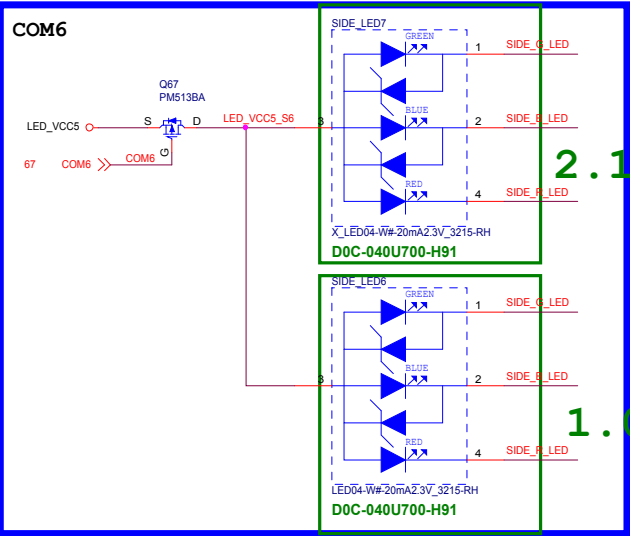 COM6
SIDE_LED7
GREEN
1
SIDE_G_LED
Q67
PM513BA
LED_VCC5
S
D
LED_VCC5_S6
3
BLUE
2
SIDE_B_LED
G
67
COM6
COM6
2.1
RED
4
SIDE_R_LED
X_LED04-W#-20mA2.3V_3215-RH
D0C-040U700-H91
SIDE_LED6
GREEN
1
SIDE_G_LED
3
BLUE
2
SIDE_B_LED
1.
RED
4
SIDE_R_LED
LED04-W#-20mA2.3V_3215-RH
D0C-040U700-H91